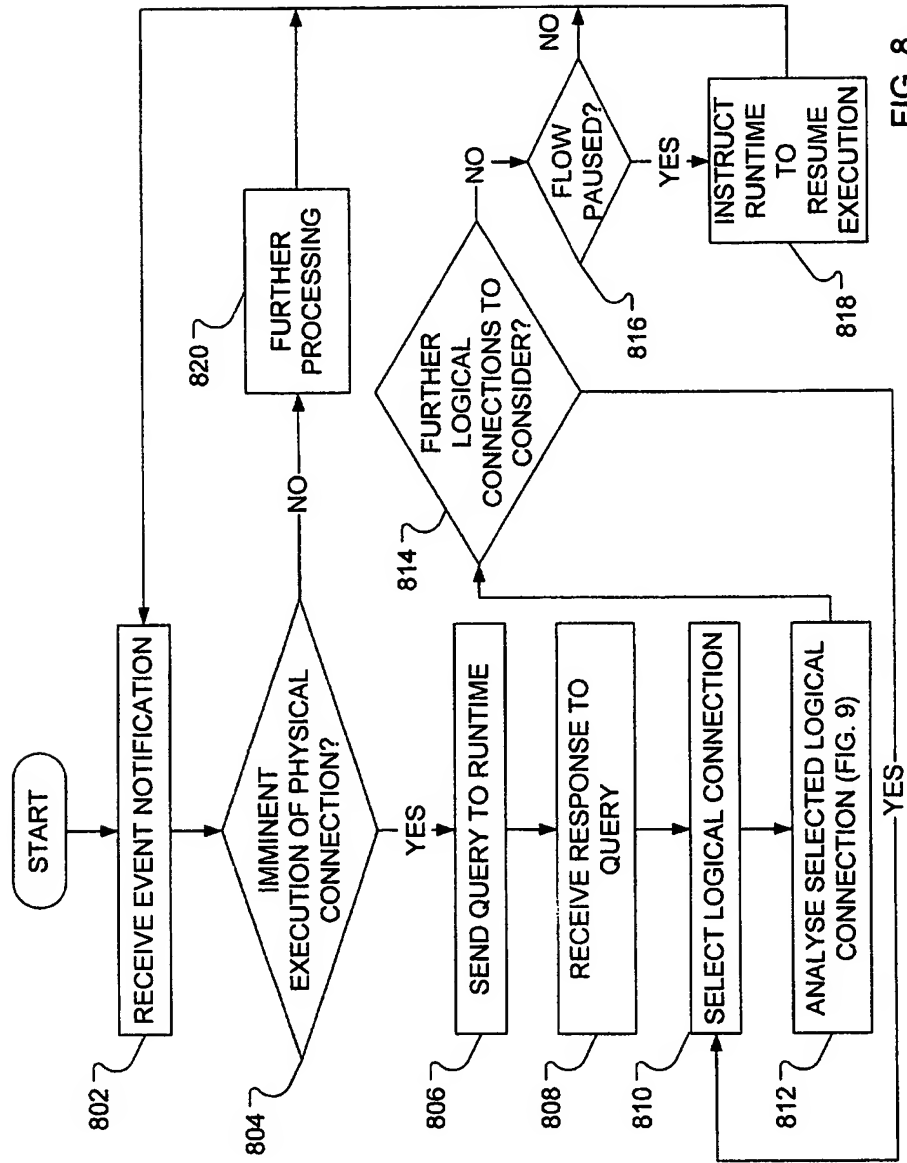 START
RECEIVE EVENT NOTIFICATION
802
IMMINENT
EXECUTION OF PHYSICAL
CONNECTION?
804
NO
YES
FURTHER
PROCESSING
820
SEND QUERY TO RUNTIME
806
RECEIVE RESPONSE TO
QUERY
808
SELECT LOGICAL CONNECTION
810
ANALYSE SELECTED LOGICAL
CONNECTION (FIG. 9)
812
FURTHER
LOGICAL
CONNECTIONS TO
CONSIDER?
814
NO
YES
FLOW
PAUSED?
816
NO
YES
INSTRUCT
RUNTIME
TO
RESUME
EXECUTION
818
FIG. 8